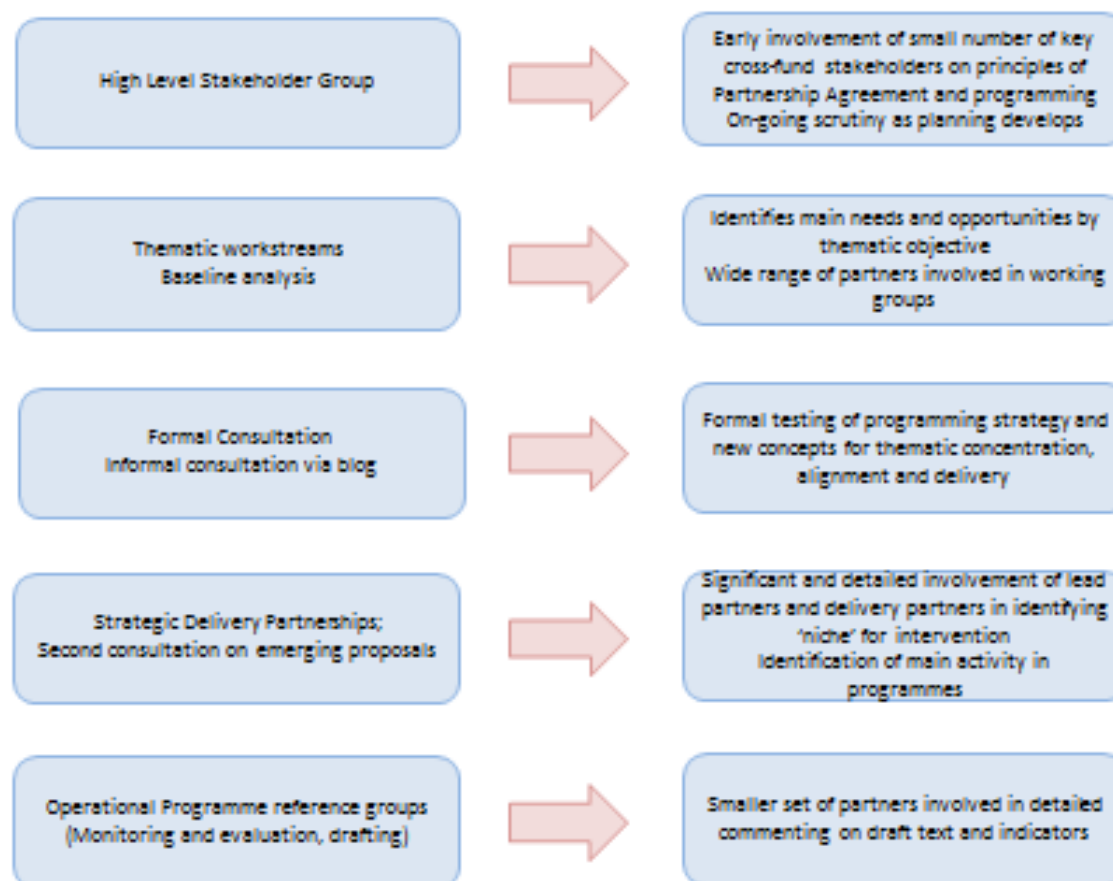 High Level Stakeholder Group
Early involvement of small number of key
cross-fund stakeholders on principles of
Partnership Agreement and programming
On-going scrutiny as planning develops
Thematic workstreams
Baseline analysis
Identifies main needs and opportunities by
thematic objective
Wide range of partners involved in working
groups
Formal Consultation
Informal consultation via blog
Formal testing of programming strategy and
new concepts for thematic concentration,
alignment and delivery
Strategic Delivery Partnerships;
Second consultation on emerging proposals
Significant and detailed involvement of lead
partners and delivery partners in identifying
'niche' for intervention
Identification of main activity in
programmes
Operational Programme reference groups
(Monitoring and evaluation, drafting)
Smaller set of partners involved in detailed
commenting on draft text and indicators